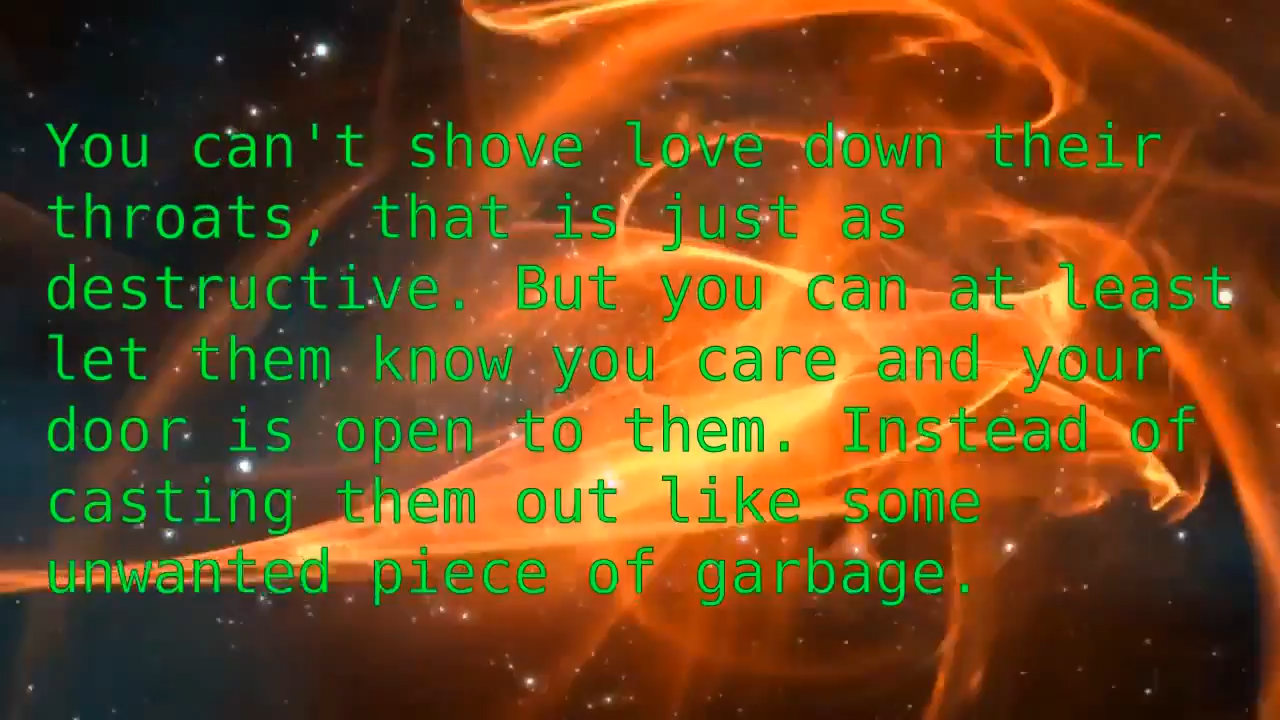 You can't shove love down their
throats, that is just as
destructive. But you can at least
let them know you care and your
door is open to them. Instead of
casting them out like some
unwanted piece of garbage.